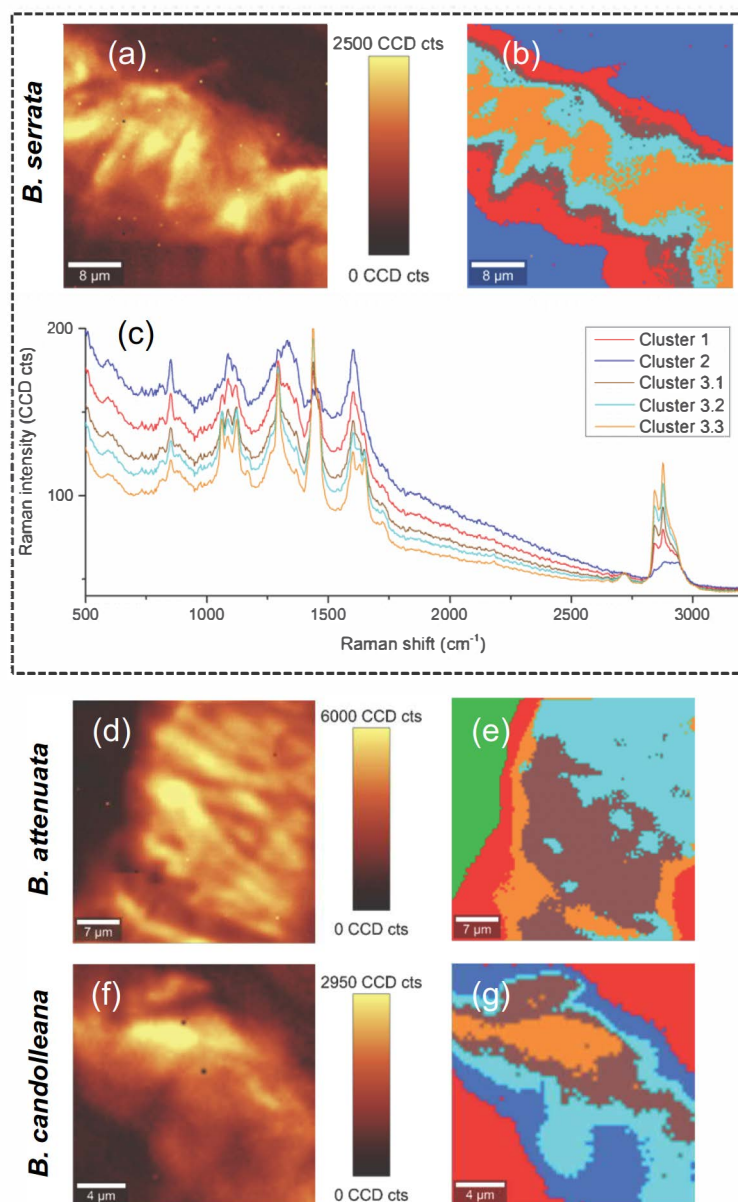 B. serrata
(a)
2500 CCD cts
0 CCD cts
8 µm
(b)
8 µm
(c)
200
100
Raman intensity (CCD cts)
Cluster 1
Cluster 2
Cluster 3.1
Cluster 3.2
Cluster 3.3
500
1000
1500
2000
2500
3000
Raman shift (cm⁻¹)
B. attenuata
(d)
6000 CCD cts
0 CCD cts
7 µm
(e)
7 µm
B. candolleana
(f)
2950 CCD cts
0 CCD cts
4 µm
(g)
4 µm